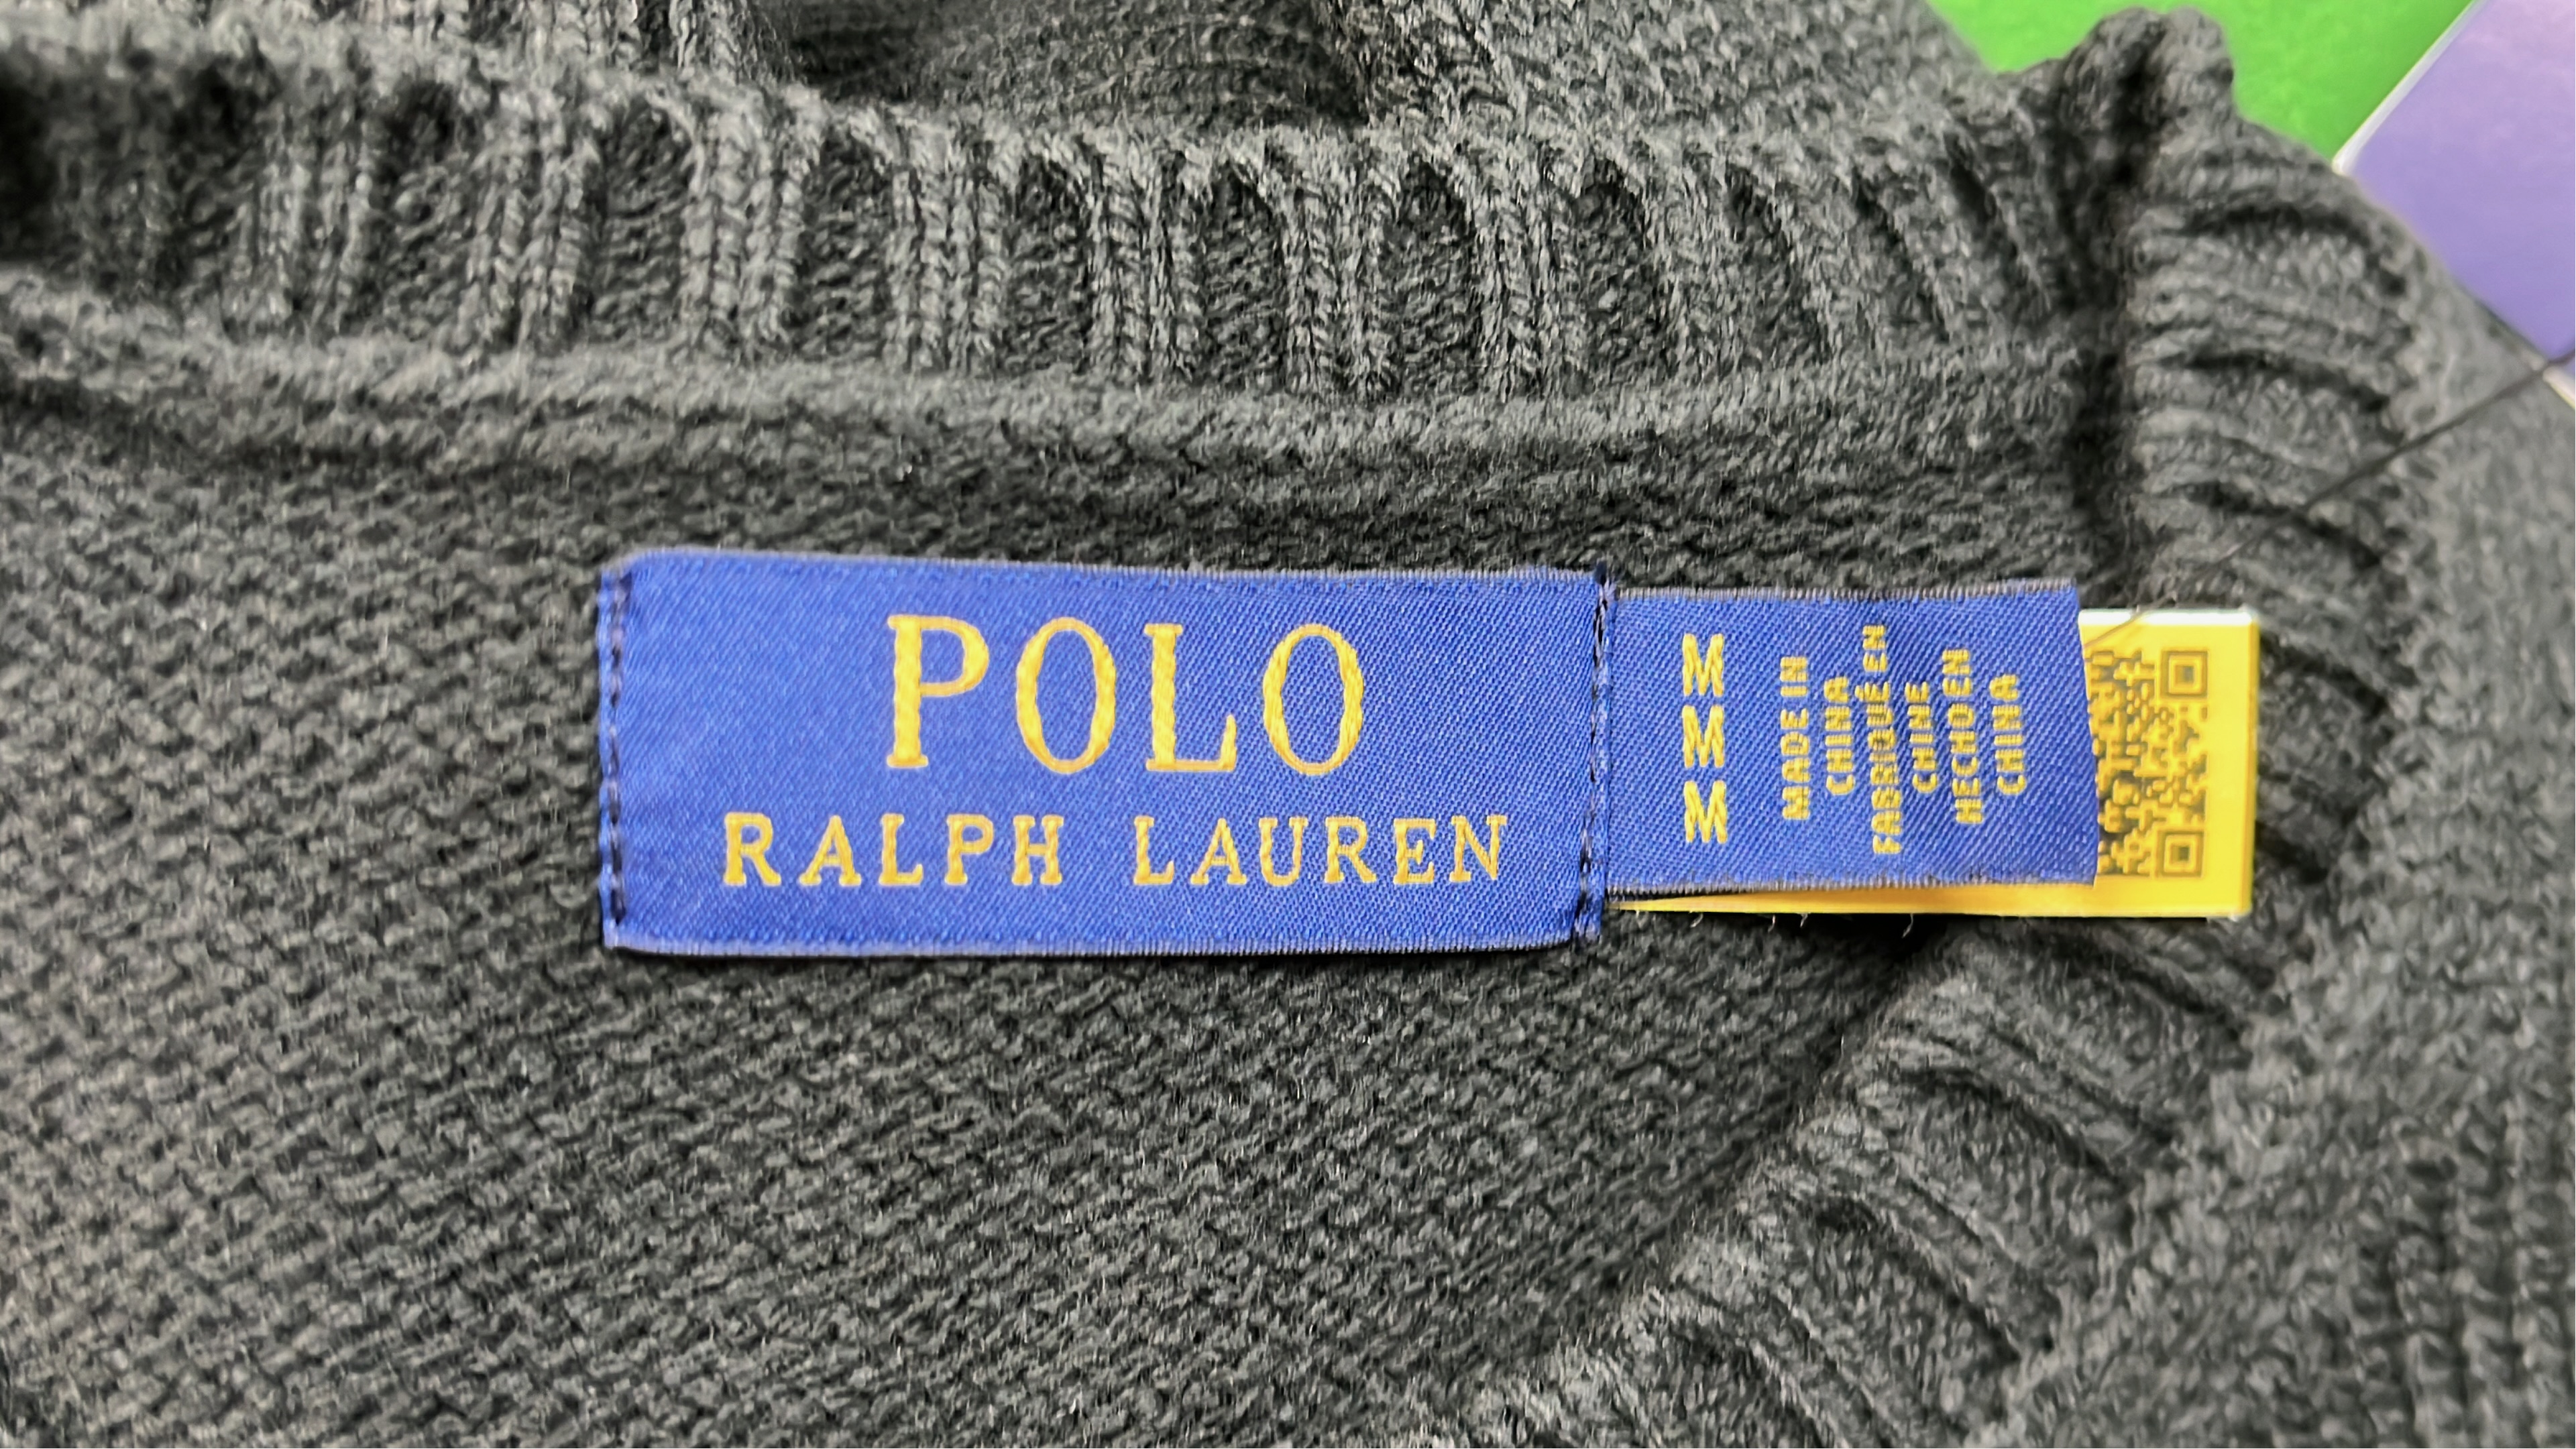 POLO
RALPH LAUREN
M
M
M
MADE IN
CHINA
FABRIQUÉ EN
CHINE
HECHO EN
CHINA